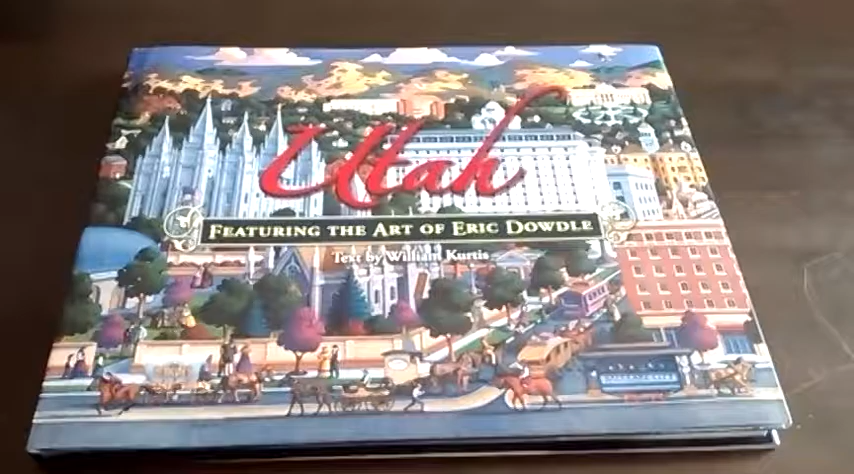 Utah
FEATURING THE ART OF ERIC DOWDLE
Text by William Kurtis